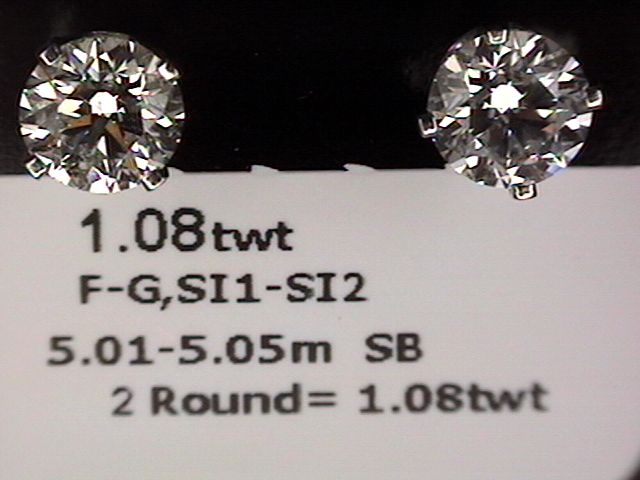 1.08twt
F-G,SI1-SI2
5.01-5.05m SB
2 Round= 1.08twt